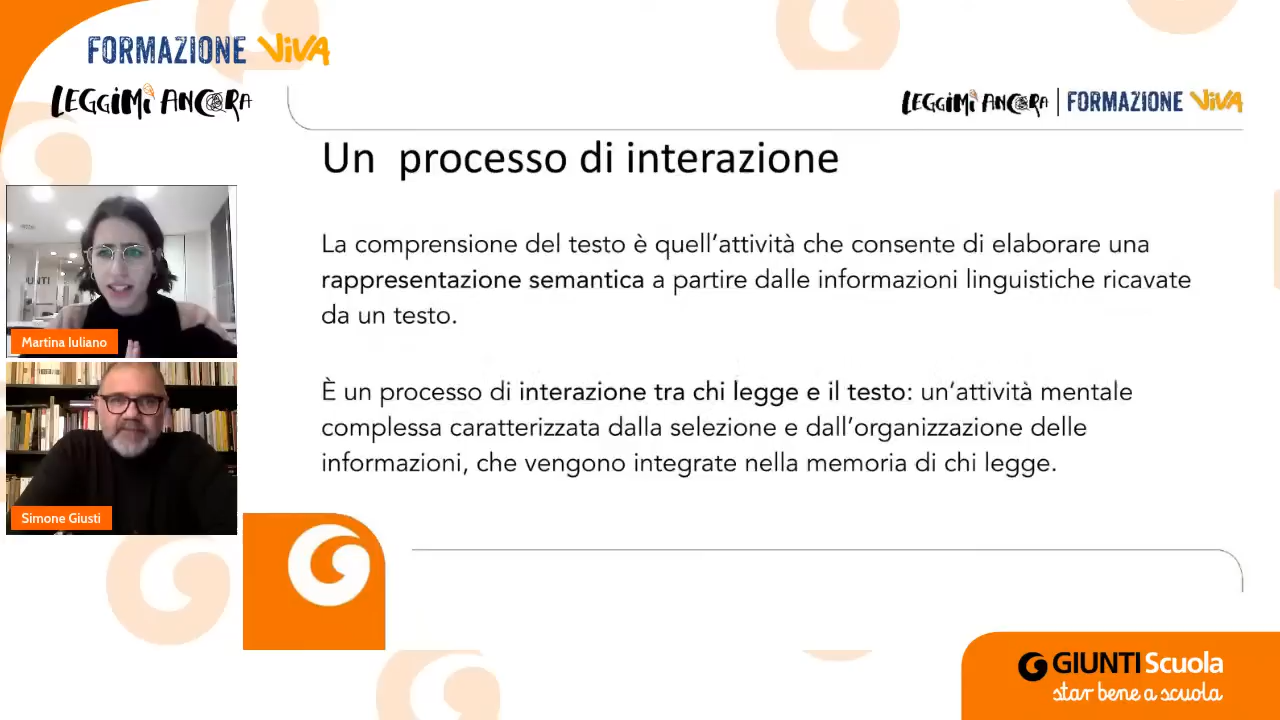 FORMAZIONE VIVA
LEGGIMI ANCORA
LEGGIMI ANCORA | FORMAZIONE VIVA
Un processo di interazione
La comprensione del testo è quell’attività che consente di elaborare una
rappresentazione semantica a partire dalle informazioni linguistiche ricavate
da un testo.
È un processo di interazione tra chi legge e il testo: un’attività mentale
complessa caratterizzata dalla selezione e dall’organizzazione delle
informazioni, che vengono integrate nella memoria di chi legge.
UNTI
Martina Iuliano
Simone Giusti
GIUNTI Scuola
star bene a scuola